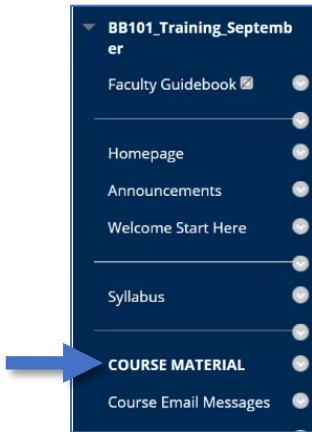 BB101_Training_Septemb
er
Faculty Guidebook
Homepage
Announcements
Welcome Start Here
Syllabus
COURSE MATERIAL
Course Email Messages